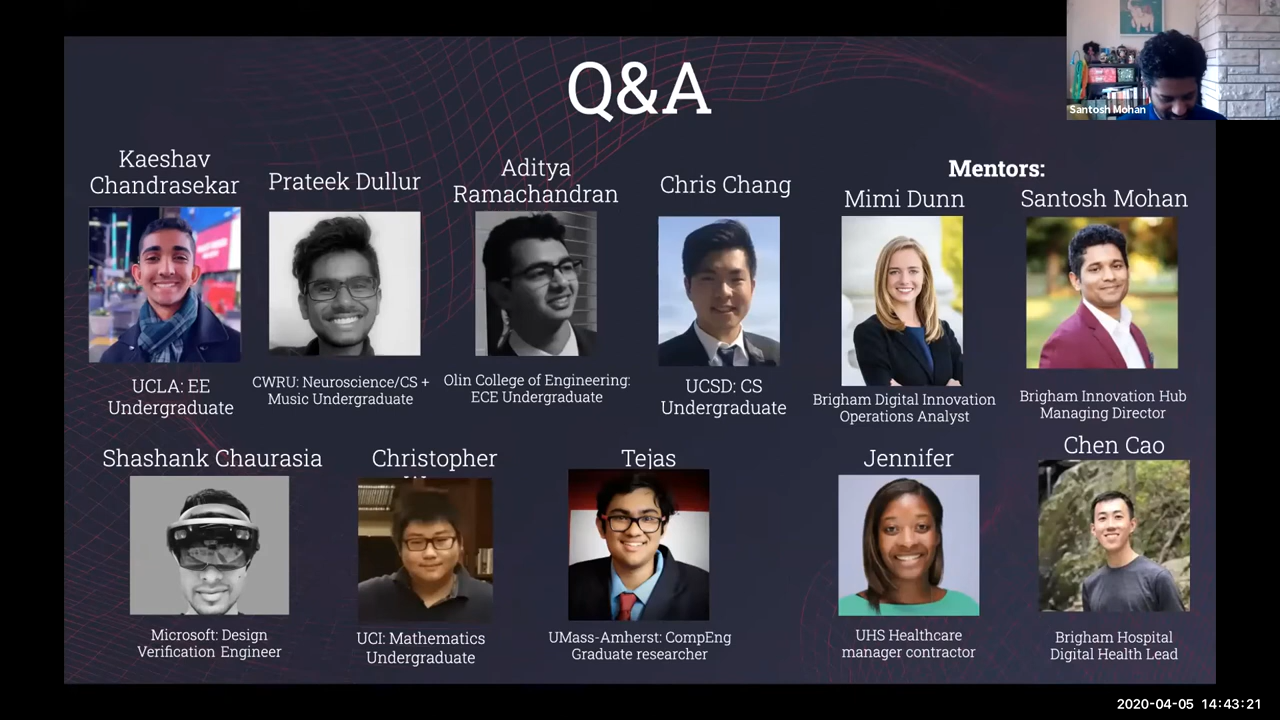 Q&A
Santosh Mohan
Kaeshav
Chandrasekar
Prateek Dullur
Aditya
Ramachandran
Chris Chang
Mentors:
Mimi Dunn
Santosh Mohan
UCLA: EE
Undergraduate
CWRU: Neuroscience/CS +
Music Undergraduate
Olin College of Engineering:
ECE Undergraduate
UCSD: CS
Undergraduate
Brigham Digital Innovation
Operations Analyst
Brigham Innovation Hub
Managing Director
Shashank Chaurasia
Christopher
Tejas
Jennifer
Chen Cao
Microsoft: Design
Verification Engineer
UCI: Mathematics
Undergraduate
UMass-Amherst: CompEng
Graduate researcher
UHS Healthcare
manager contractor
Brigham Hospital
Digital Health Lead
2020-04-05 14:43:21